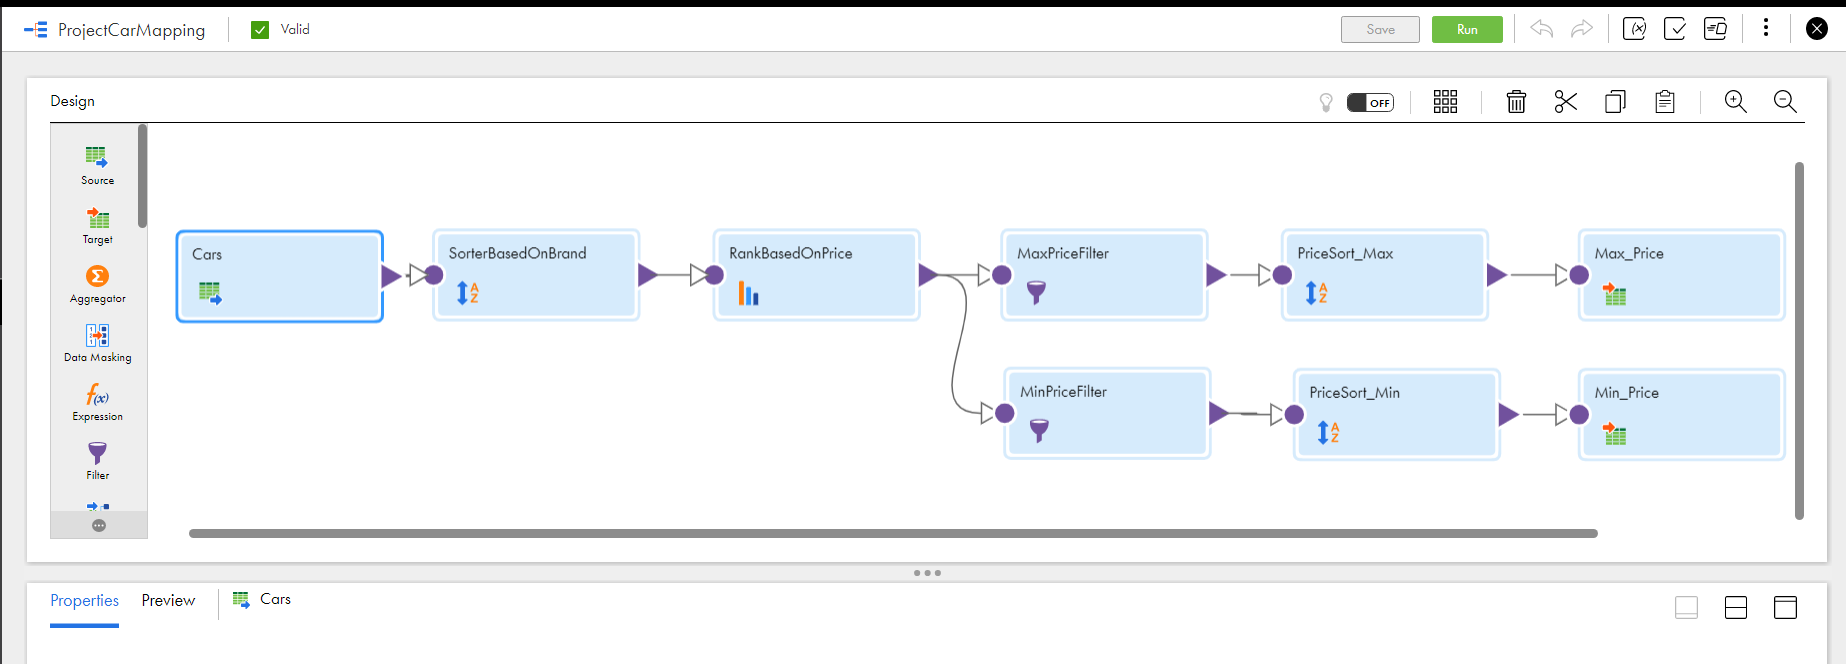 ProjectCarMapping
Valid
Save
Run
Design
OFF
Source
Target
Aggregator
Data Masking
Expression
Filter
Cars
SorterBasedOnBrand
RankBasedOnPrice
MaxPriceFilter
PriceSort_Max
Max_Price
MinPriceFilter
PriceSort_Min
Min_Price
Properties
Preview
Cars